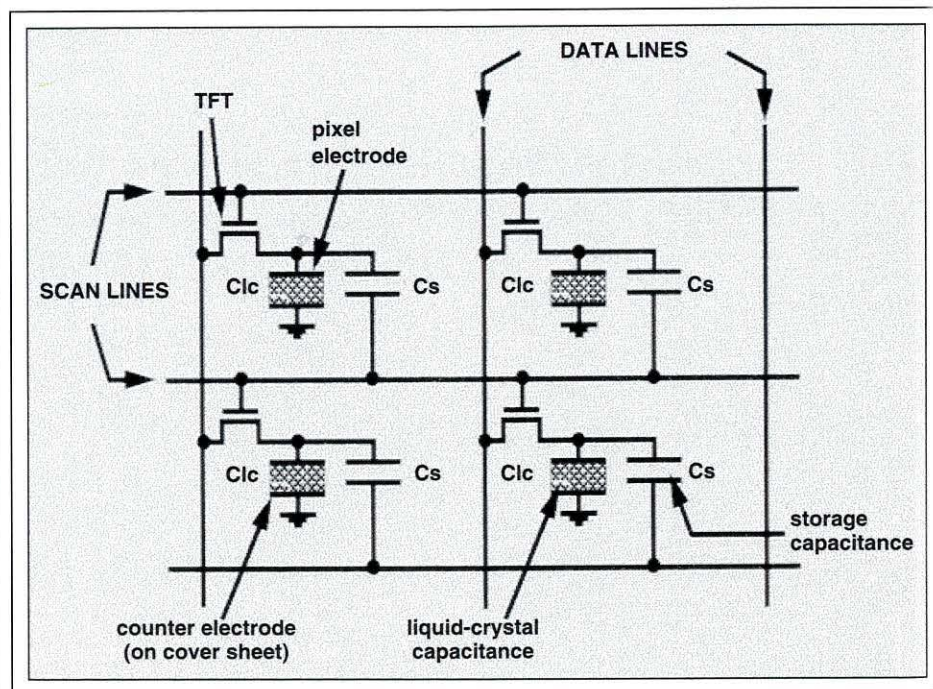 DATA LINES
TFT
pixel
electrode
Clc
Cs
Clc
Cs
SCAN LINES
Clc
Cs
Clc
Cs
storage
capacitance
counter electrode
(on cover sheet)
liquid-crystal
capacitance